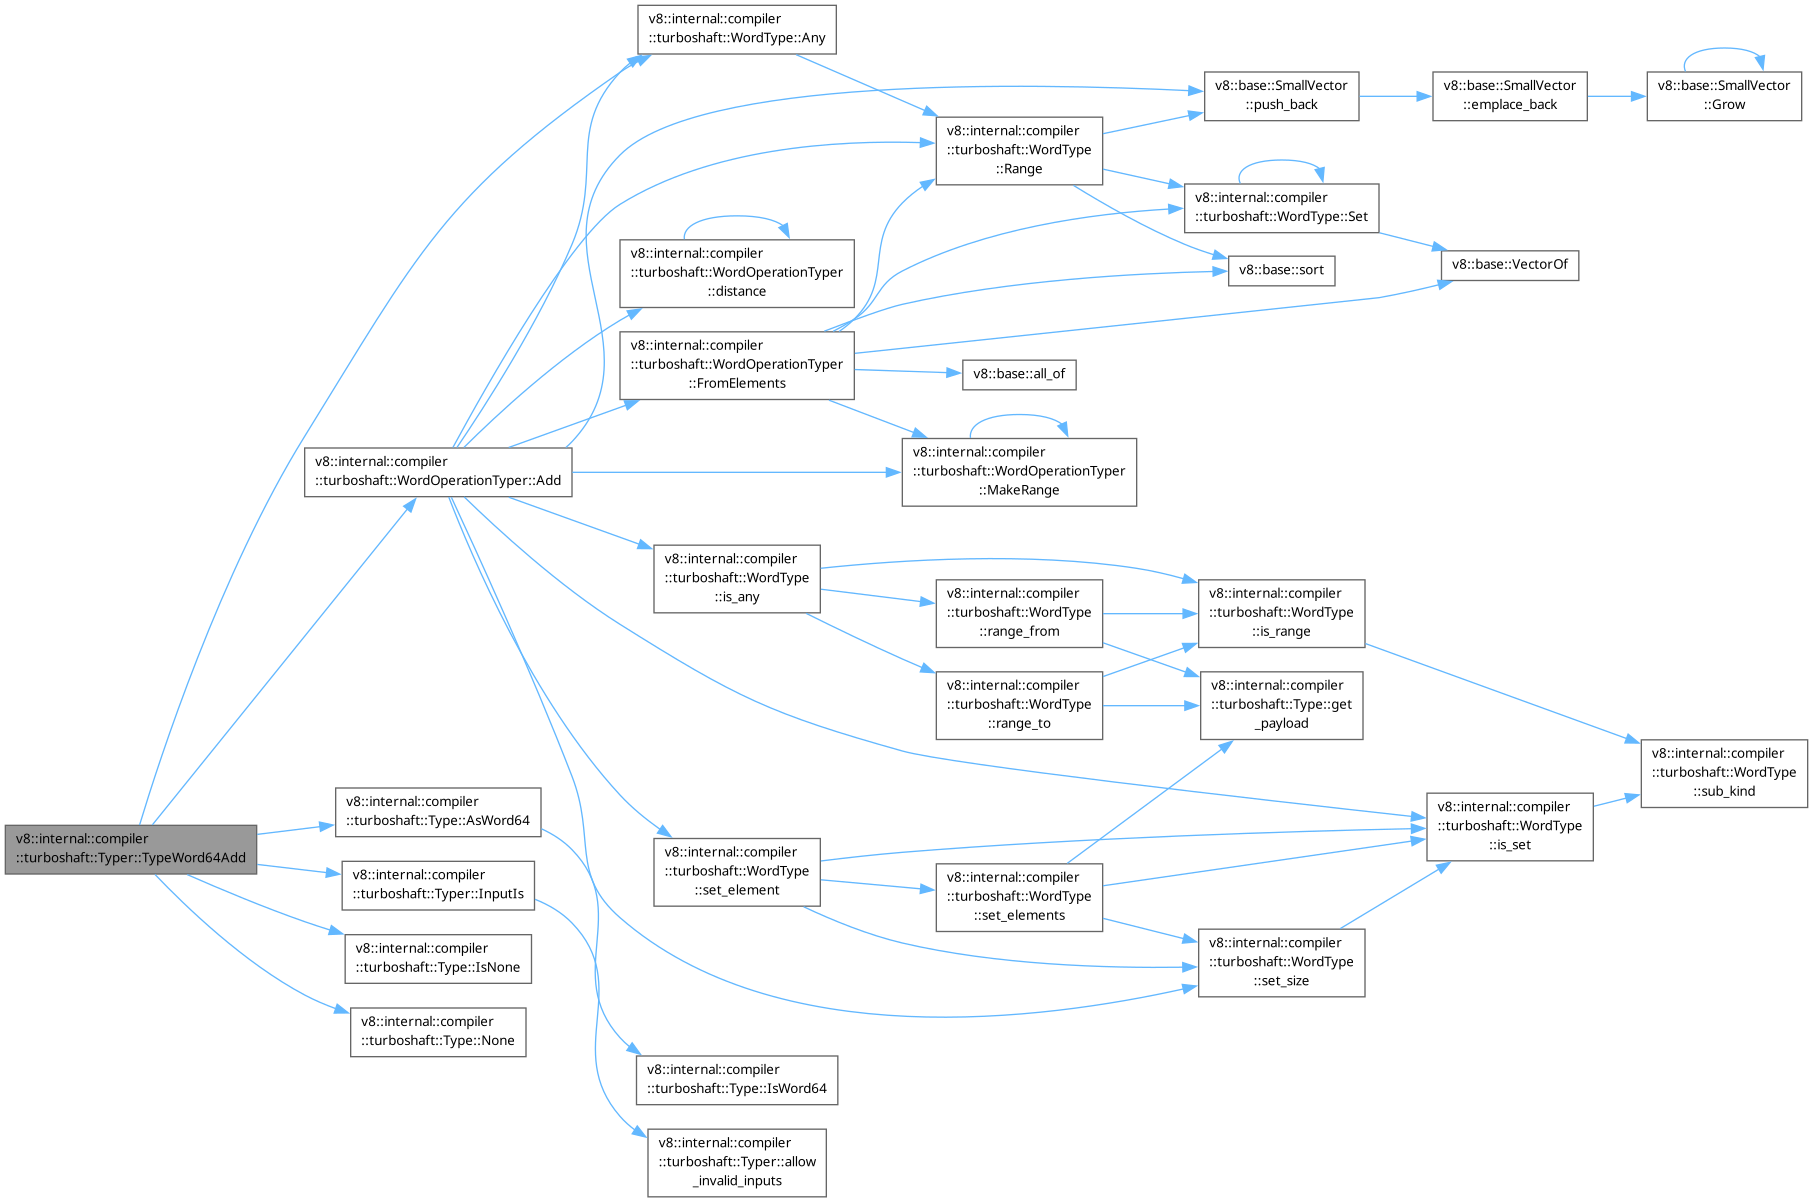 v8::internal::compiler
::turboshaft::Typer::TypeWord64Add
v8::internal::compiler
::turboshaft::WordOperationTyper::Add
v8::internal::compiler
::turboshaft::Type::AsWord64
v8::internal::compiler
::turboshaft::Typer::InputIs
v8::internal::compiler
::turboshaft::Type::IsNone
v8::internal::compiler
::turboshaft::Type::None
v8::internal::compiler
::turboshaft::WordType::Any
v8::internal::compiler
::turboshaft::WordOperationTyper
::distance
v8::internal::compiler
::turboshaft::WordOperationTyper
::FromElements
v8::internal::compiler
::turboshaft::WordType
::is_any
v8::internal::compiler
::turboshaft::WordType
::set_element
v8::internal::compiler
::turboshaft::Type::IsWord64
v8::internal::compiler
::turboshaft::Typer::allow
_invalid_inputs
v8::internal::compiler
::turboshaft::WordType
::Range
v8::base::all_of
v8::internal::compiler
::turboshaft::WordOperationTyper
::MakeRange
v8::internal::compiler
::turboshaft::WordType
::range_from
v8::internal::compiler
::turboshaft::WordType
::range_to
v8::internal::compiler
::turboshaft::WordType
::set_elements
v8::base::SmallVector
::push_back
v8::internal::compiler
::turboshaft::WordType::Set
v8::base::sort
v8::internal::compiler
::turboshaft::WordType
::is_range
v8::internal::compiler
::turboshaft::Type::get
_payload
v8::internal::compiler
::turboshaft::WordType
::set_size
v8::base::SmallVector
::emplace_back
v8::base::VectorOf
v8::internal::compiler
::turboshaft::WordType
::is_set
v8::base::SmallVector
::Grow
v8::internal::compiler
::turboshaft::WordType
::sub_kind